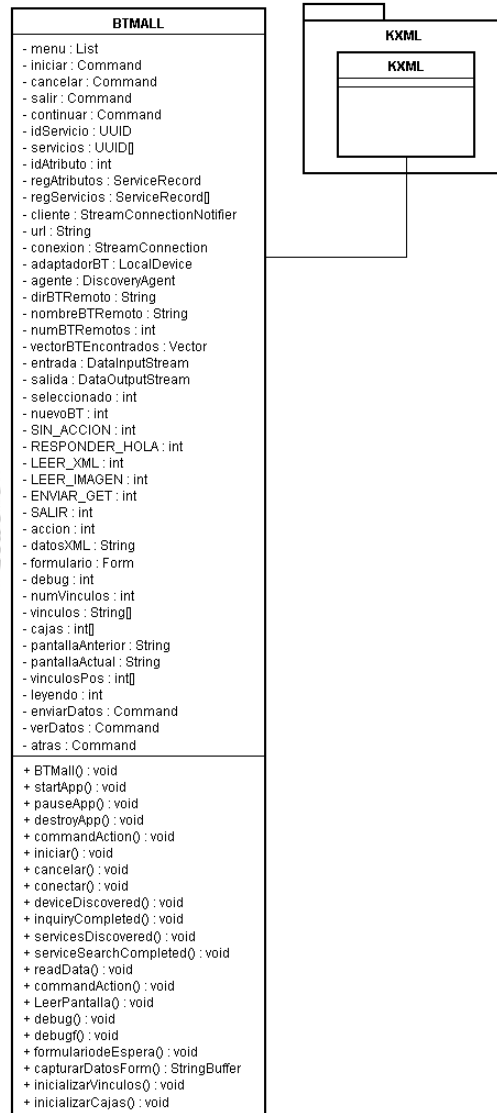 BTMALL
- menu : List
- iniciar : Command
- cancelar : Command
- salir : Command
- continuar : Command
- idServicio : UUID
- servicios : UUID[]
- idAtributo : int
- regAtributos : ServiceRecord
- regServicios : ServiceRecord[]
- cliente : StreamConnectionNotifier
- url : String
- conexion : StreamConnection
- adaptadorBT : LocalDevice
- agente : DiscoveryAgent
- dirBTRemoto : String
- nombreBTRemoto : String
- numBTRemotos : int
- vectorBTEncontrados : Vector
- entrada : DataInputStream
- salida : DataOutputStream
- seleccionado : int
- nuevoBT : int
- SIN_ACCION : int
- RESPONDER_HOLA : int
- LEER_XML : int
- LEER_IMAGEN : int
- ENVIAR_GET : int
- SALIR : int
- accion : int
- datosXML : String
- formulario : Form
- debug : int
- numVinculos : int
- vinculos : String[]
- cajas : int[]
- pantallaAnterior : String
- pantallaActual : String
- vinculosPos : int[]
- leyendo : int
- enviarDatos : Command
- verDatos : Command
- atras : Command
+ BTMall() : void
+ startApp() : void
+ pauseApp() : void
+ destroyApp() : void
+ commandAction() : void
+ iniciar() : void
+ cancelar() : void
+ conectar() : void
+ deviceDiscovered() : void
+ inquiryCompleted() : void
+ servicesDiscovered() : void
+ serviceSearchCompleted() : void
+ readData() : void
+ commandAction() : void
+ LeerPantalla() : void
+ debug() : void
+ debugf() : void
+ formulariodeEspera() : void
+ capturarDatosForm() : StringBuffer
+ inicializarVinculos() : void
+ inicializarCajas() : void
KXML
KXML